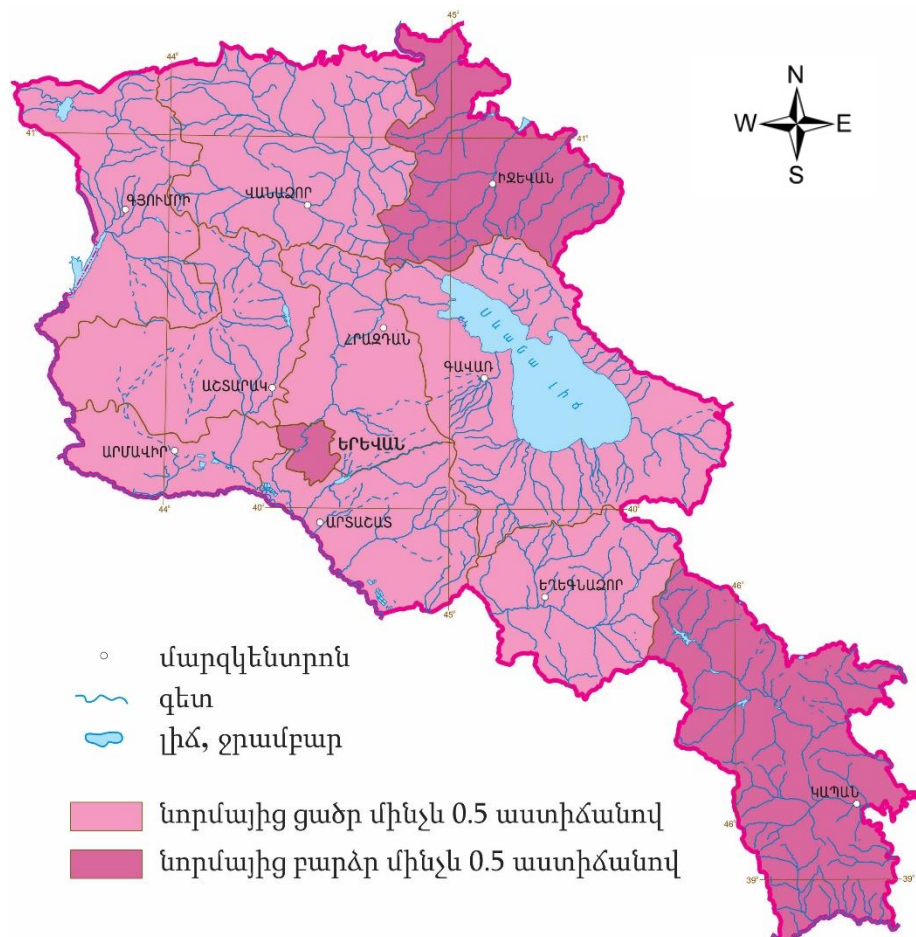 45°
44°
N
W E
S
41°
41°
ԻՋԵՎԱՆ
ԳՅՈՒՄՐԻ
ՎԱՆԱՁՈՐ
Սևանա լիճ
ՀՐԱԶԴԱՆ
ԳԱՎԱՌ
ԱՇՏԱՐԱԿ
ԵՐԵՎԱՆ
ԱՐՄԱՎԻՐ
44°
40°
40°
ԱՐՏԱՇԱՏ
46°
ԵՂԵԳՆԱՁՈՐ
45°
մարզկենտրոն
գետ
լիճ, ջրամբար
ԿԱՊԱՆ
նորմայից ցածր մինչև 0.5 աստիճանով
46°
նորմայից բարձր մինչև 0.5 աստիճանով
39°
39°